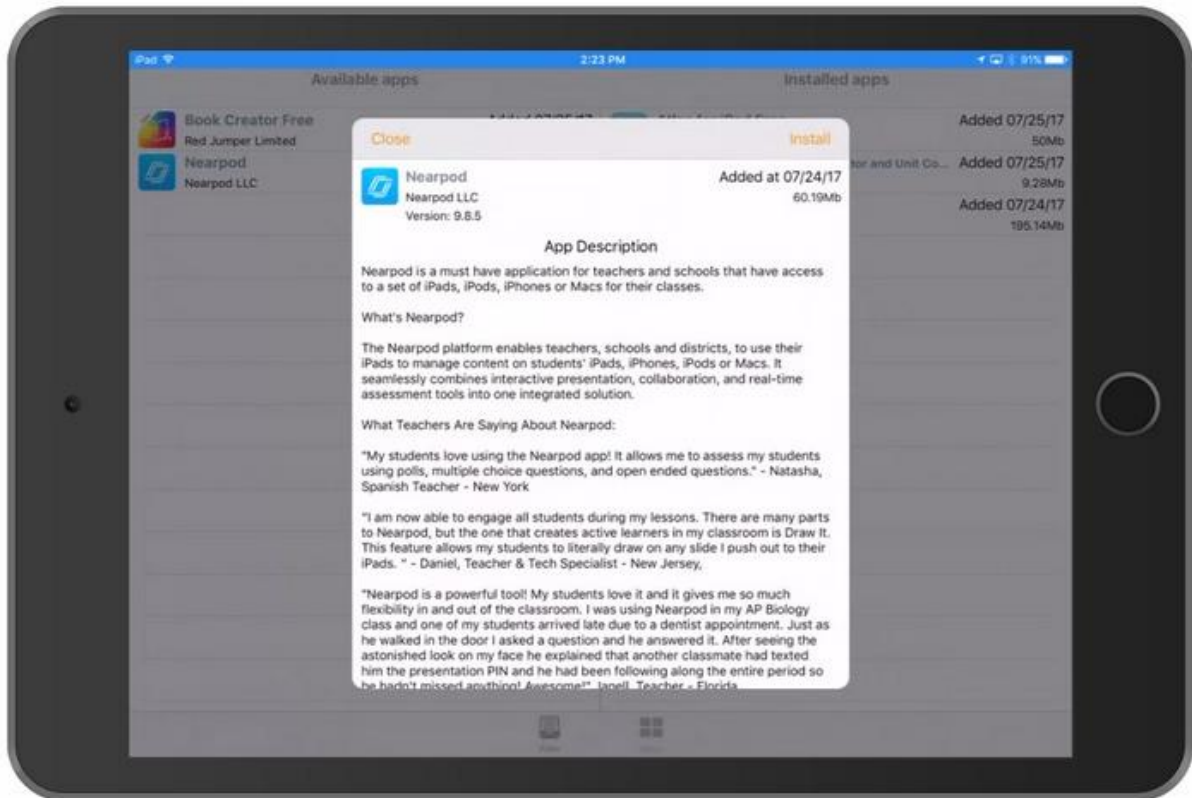 iPad
2:23 PM
91%
Available apps
Installed apps
Book Creator Free
Red Jumper Limited
Nearpod
Nearpod LLC
Added 07/25/17
50Mb
tor and Unit Co...
Added 07/25/17
9.28Mb
Added 07/24/17
195.14Mb
Close
Install
Nearpod
Added at 07/24/17
Nearpod LLC
60.19Mb
Version: 9.8.5
App Description
Nearpod is a must have application for teachers and schools that have access
to a set of iPads, iPods, iPhones or Macs for their classes.
What's Nearpod?
The Nearpod platform enables teachers, schools and districts, to use their
iPads to manage content on students' iPads, iPhones, iPods or Macs. It
seamlessly combines interactive presentation, collaboration, and real-time
assessment tools into one integrated solution.
What Teachers Are Saying About Nearpod:
"My students love using the Nearpod app! It allows me to assess my students
using polls, multiple choice questions, and open ended questions." - Natasha,
Spanish Teacher - New York
"I am now able to engage all students during my lessons. There are many parts
to Nearpod, but the one that creates active learners in my classroom is Draw It.
This feature allows my students to literally draw on any slide I push out to their
iPads. " - Daniel, Teacher & Tech Specialist - New Jersey,
"Nearpod is a powerful tool! My students love it and it gives me so much
flexibility in and out of the classroom. I was using Nearpod in my AP Biology
class and one of my students arrived late due to a dentist appointment. Just as
he walked in the door I asked a question and he answered it. After seeing the
astonished look on my face he explained that another classmate had texted
him the presentation PIN and he had been following along the entire period so
he hadn't missed anything! Awesome!" Janell, Teacher - Florida